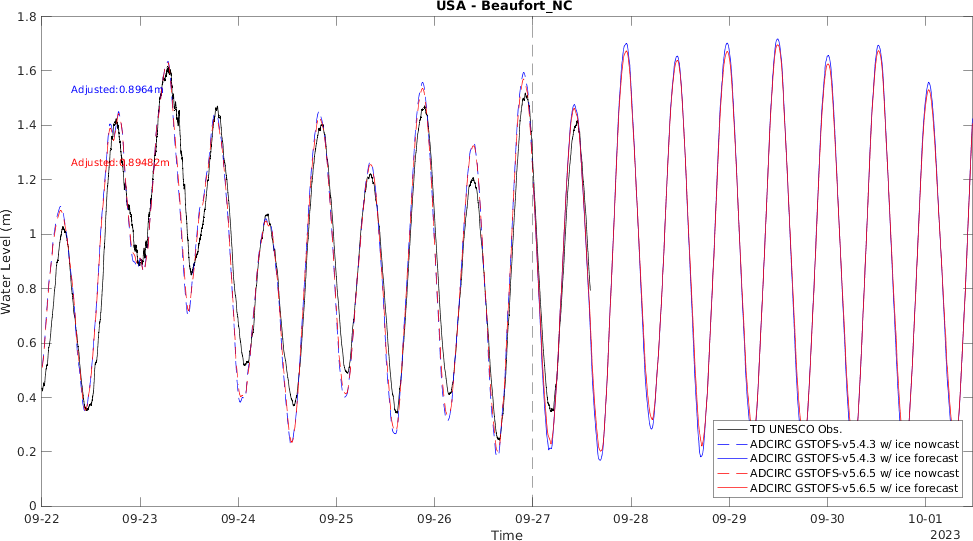 USA - Beaufort_NC
1.8
1.6
1.4
1.2
1
0.8
0.6
0.4
0.2
0
Water Level (m)
Adjusted:0.8964m
Adjusted:0.89482m
TD UNESCO Obs.
ADCIRC GSTOFS-v5.4.3 w/ ice nowcast
ADCIRC GSTOFS-v5.4.3 w/ ice forecast
ADCIRC GSTOFS-v5.6.5 w/ ice nowcast
ADCIRC GSTOFS-v5.6.5 w/ ice forecast
09-22 09-23 09-24 09-25 09-26 09-27 09-28 09-29 09-30 10-01
Time
2023